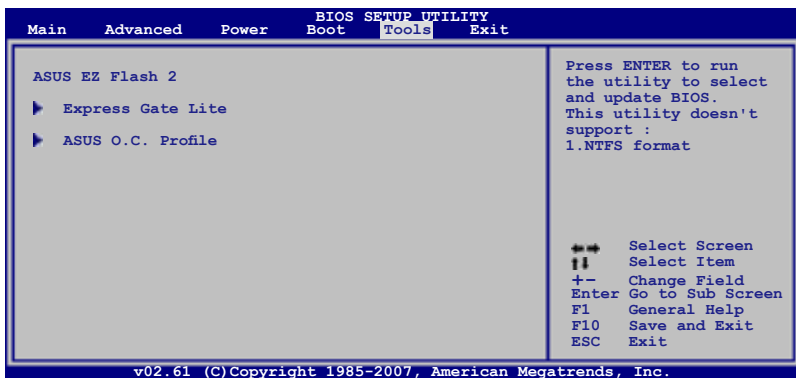 BIOS SETUP UTILITY
Main Advanced Power Boot Tools Exit
ASUS EZ Flash 2
Express Gate Lite
ASUS O.C. Profile
Press ENTER to run
the utility to select
and update BIOS.
This utility doesn't
support :
1.NTFS format
Select Screen
Select Item
+- Change Field
Enter Go to Sub Screen
F1 General Help
F10 Save and Exit
ESC Exit
v02.61 (C)Copyright 1985-2007, American Megatrends, Inc.